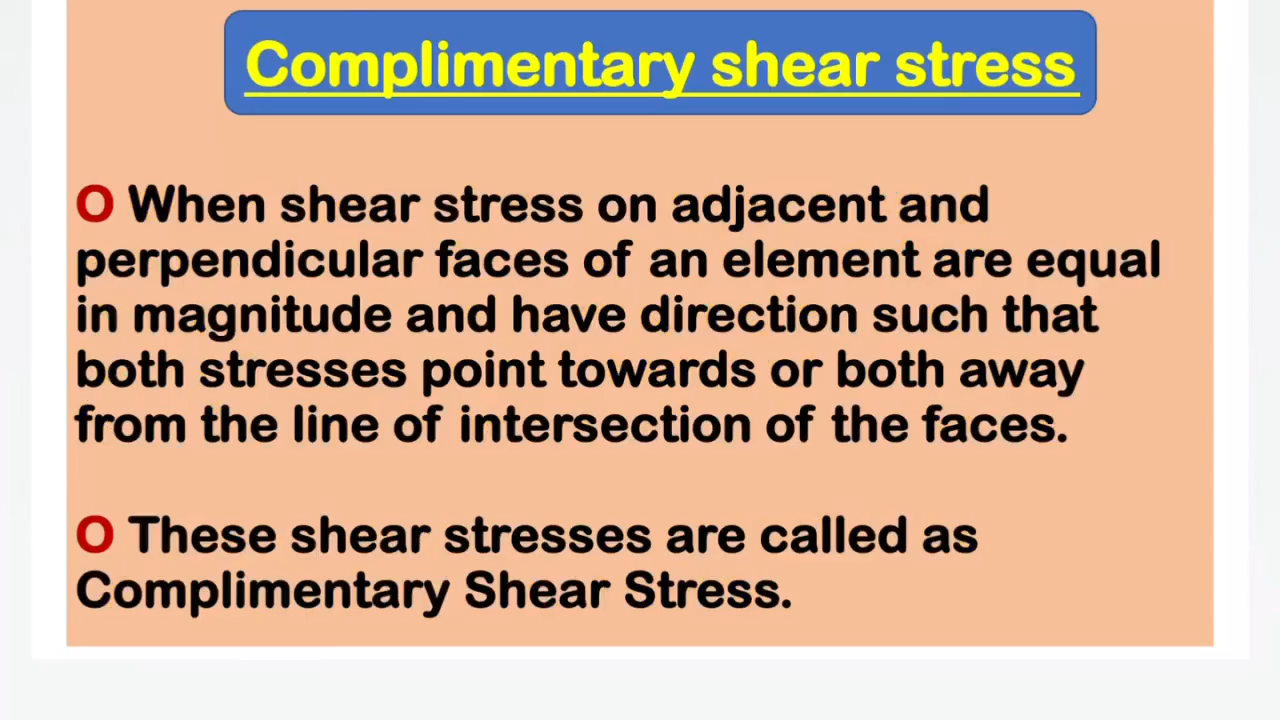 Complimentary shear stress
O When shear stress on adjacent and
perpendicular faces of an element are equal
in magnitude and have direction such that
both stresses point towards or both away
from the line of intersection of the faces.
O These shear stresses are called as
Complimentary Shear Stress.